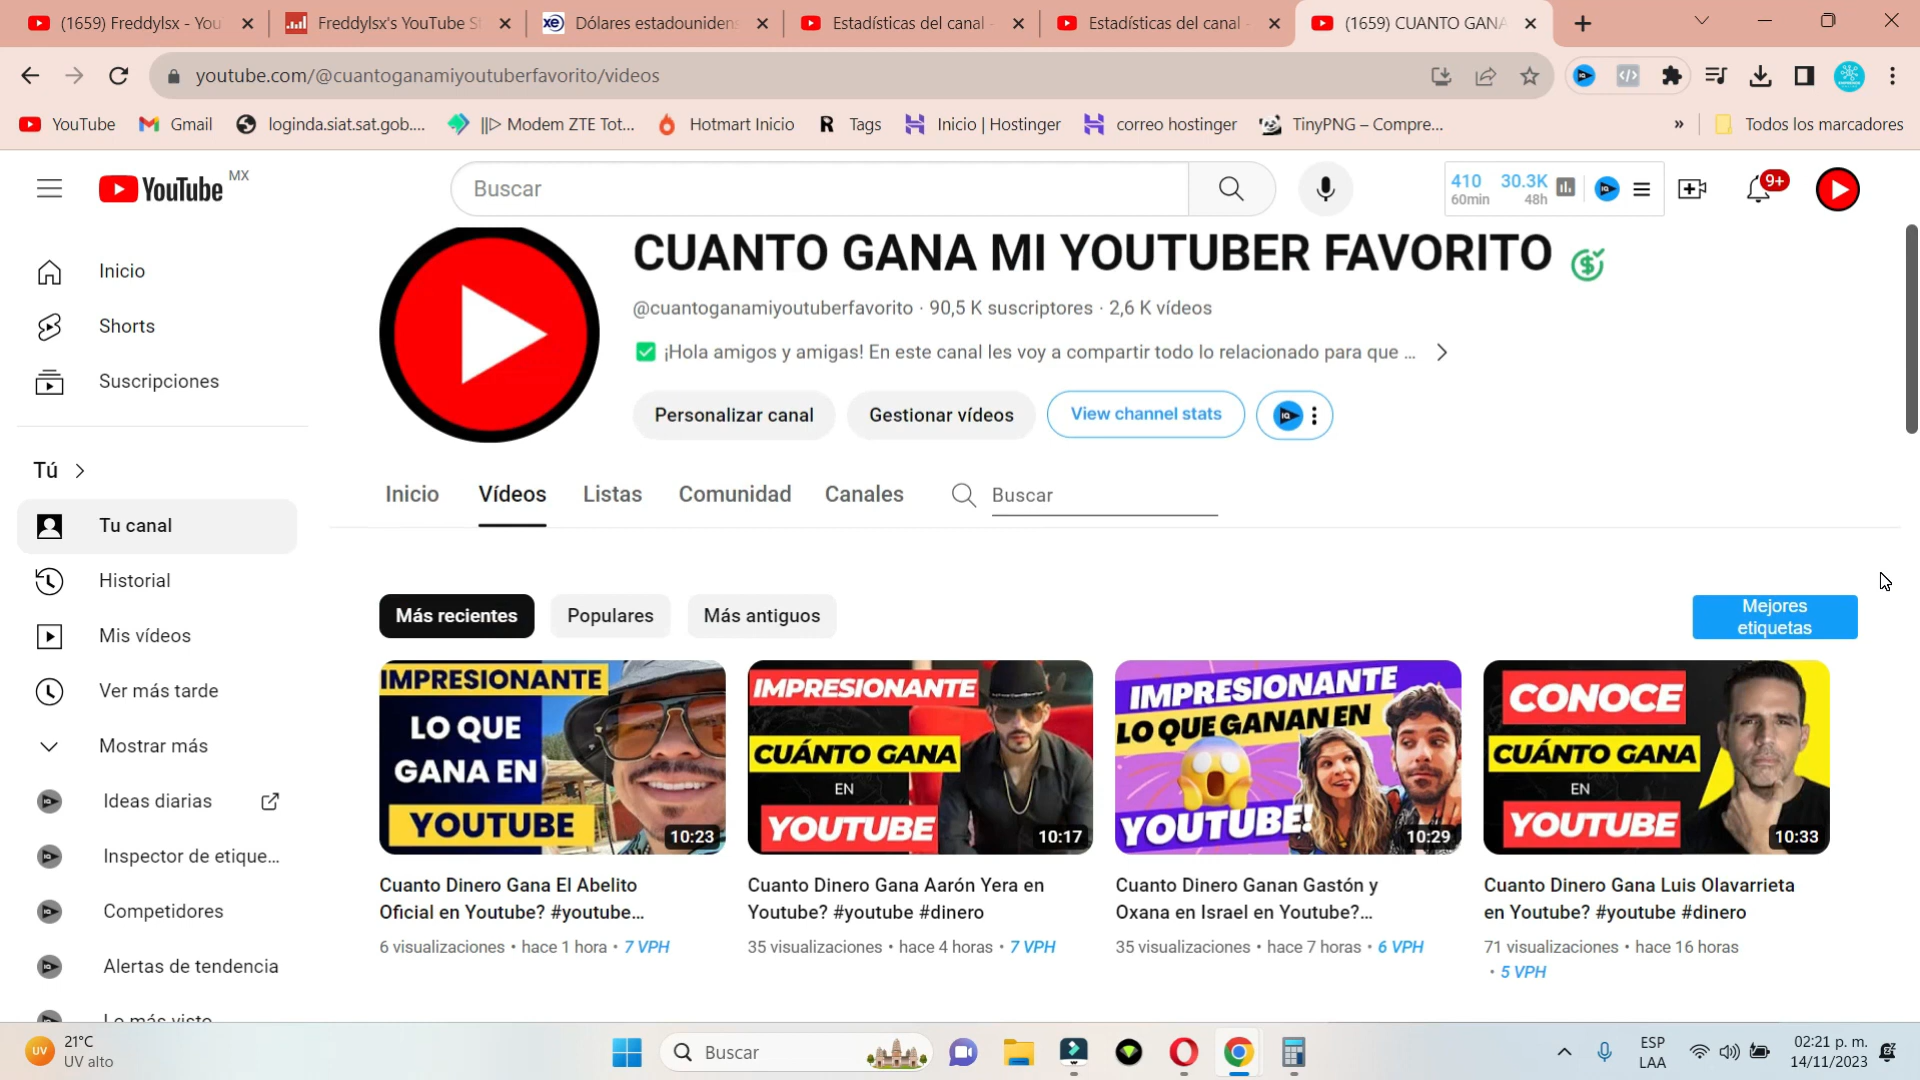 (1659) Freddylsx - You
Freddylsx's YouTube S
Dólares estadounidens
Estadísticas del canal -
Estadísticas del canal -
(1659) CUANTO GANA
youtube.com/@cuantoganamiyoutuberfavorito/videos
YouTube
Gmail
loginda.siat.sat.gob....
||▷ Modem ZTE Tot...
Hotmart Inicio
R Tags
Inicio | Hostinger
correo hostinger
TinyPNG – Compre...
»
Todos los marcadores
YouTube MX
Buscar
410
60min
30.3K
48h
9+
Inicio
Shorts
Suscripciones
Tú
Tu canal
Historial
Mis vídeos
Ver más tarde
Mostrar más
Ideas diarias
Inspector de etique...
Competidores
Alertas de tendencia
Lo más visto
CUANTO GANA MI YOUTUBER FAVORITO
@cuantoganamiyoutuberfavorito · 90,5 K suscriptores · 2,6 K vídeos
✅ ¡Hola amigos y amigas! En este canal les voy a compartir todo lo relacionado para que ...
Personalizar canal
Gestionar vídeos
View channel stats
Inicio
Vídeos
Listas
Comunidad
Canales
Buscar
Más recientes
Populares
Más antiguos
Mejores
etiquetas
IMPRESIONANTE
LO QUE
GANA EN
YOUTUBE
10:23
Cuanto Dinero Gana El Abelito
Oficial en Youtube? #youtube...
6 visualizaciones • hace 1 hora • 7 VPH
IMPRESIONANTE
CUÁNTO GANA
EN
YOUTUBE
10:17
Cuanto Dinero Gana Aarón Yera en
Youtube? #youtube #dinero
35 visualizaciones • hace 4 horas • 7 VPH
IMPRESIONANTE
LO QUE GANAN EN
YOUTUBE!
10:29
Cuanto Dinero Ganan Gastón y
Oxana en Israel en Youtube?...
35 visualizaciones • hace 7 horas • 6 VPH
CONOCE
CUÁNTO GANA
EN
YOUTUBE
10:33
Cuanto Dinero Gana Luis Olavarrieta
en Youtube? #youtube #dinero
71 visualizaciones • hace 16 horas
• 5 VPH
UV
21°C
UV alto
Buscar
ESP
LAA
02:21 p. m.
14/11/2023